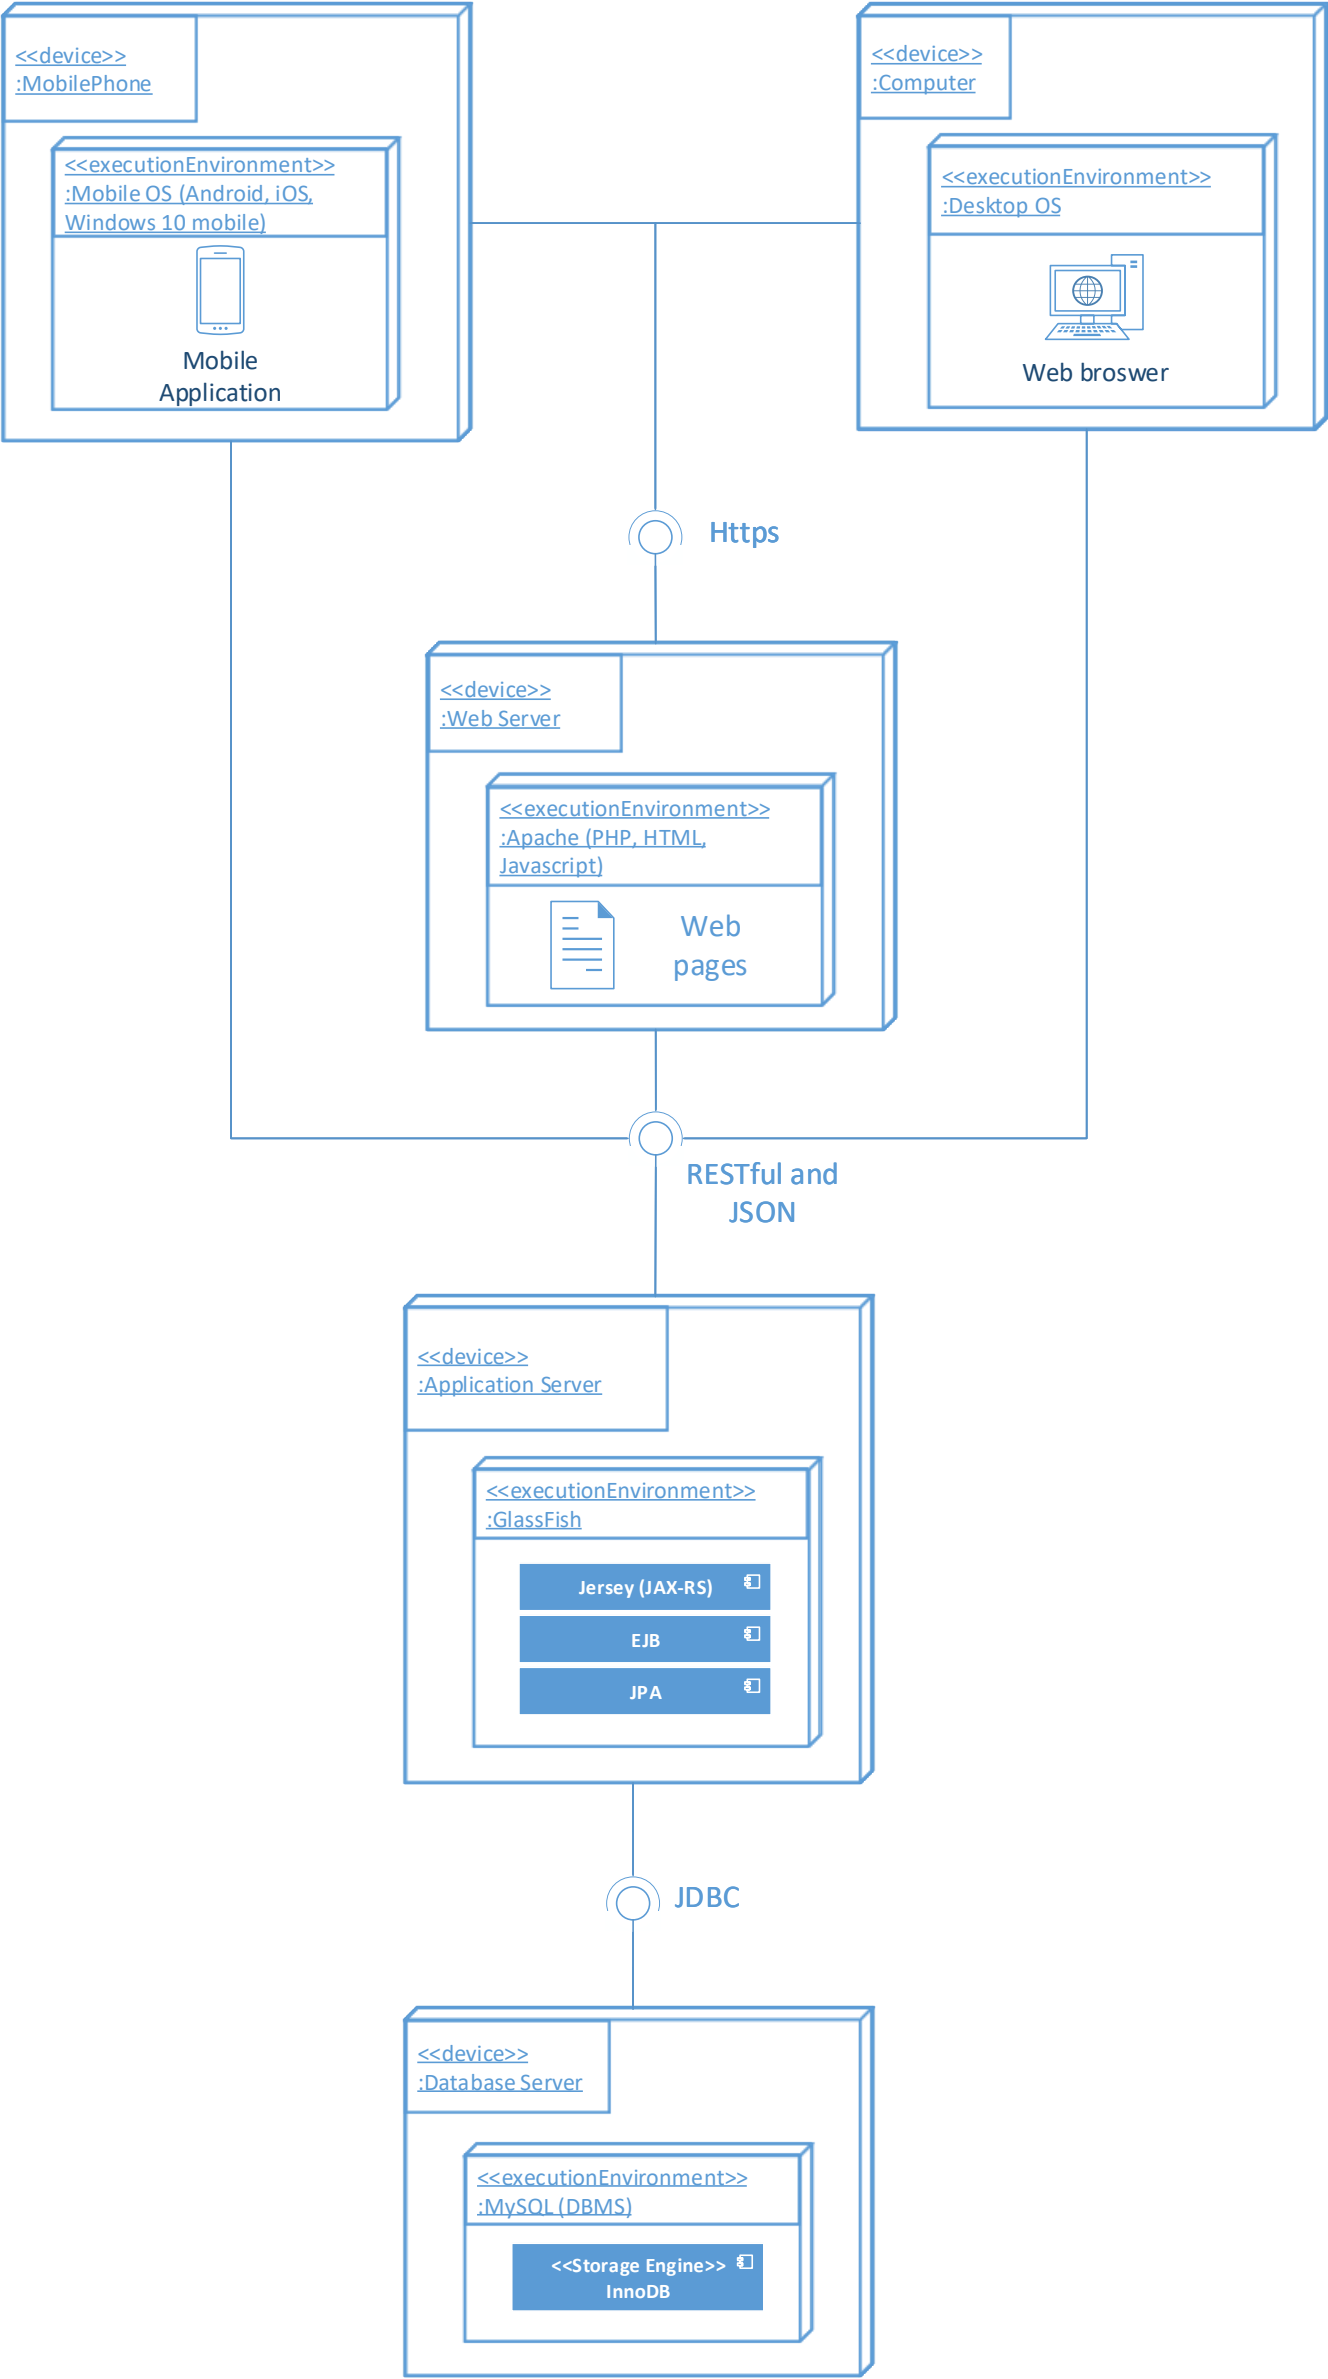 <<device>>
:MobilePhone
<<executionEnvironment>>
:Mobile OS (Android, iOS,
Windows 10 mobile)
Mobile
Application
<<device>>
:Computer
<<executionEnvironment>>
:Desktop OS
Web broswer
Https
<<device>>
:Web Server
<<executionEnvironment>>
:Apache (PHP, HTML,
Javascript)
Web
pages
RESTful and
JSON
<<device>>
:Application Server
<<executionEnvironment>>
:GlassFish
Jersey (JAX-RS)
EJB
JPA
JDBC
<<device>>
:Database Server
<<executionEnvironment>>
:MySQL (DBMS)
<<Storage Engine>>
InnoDB